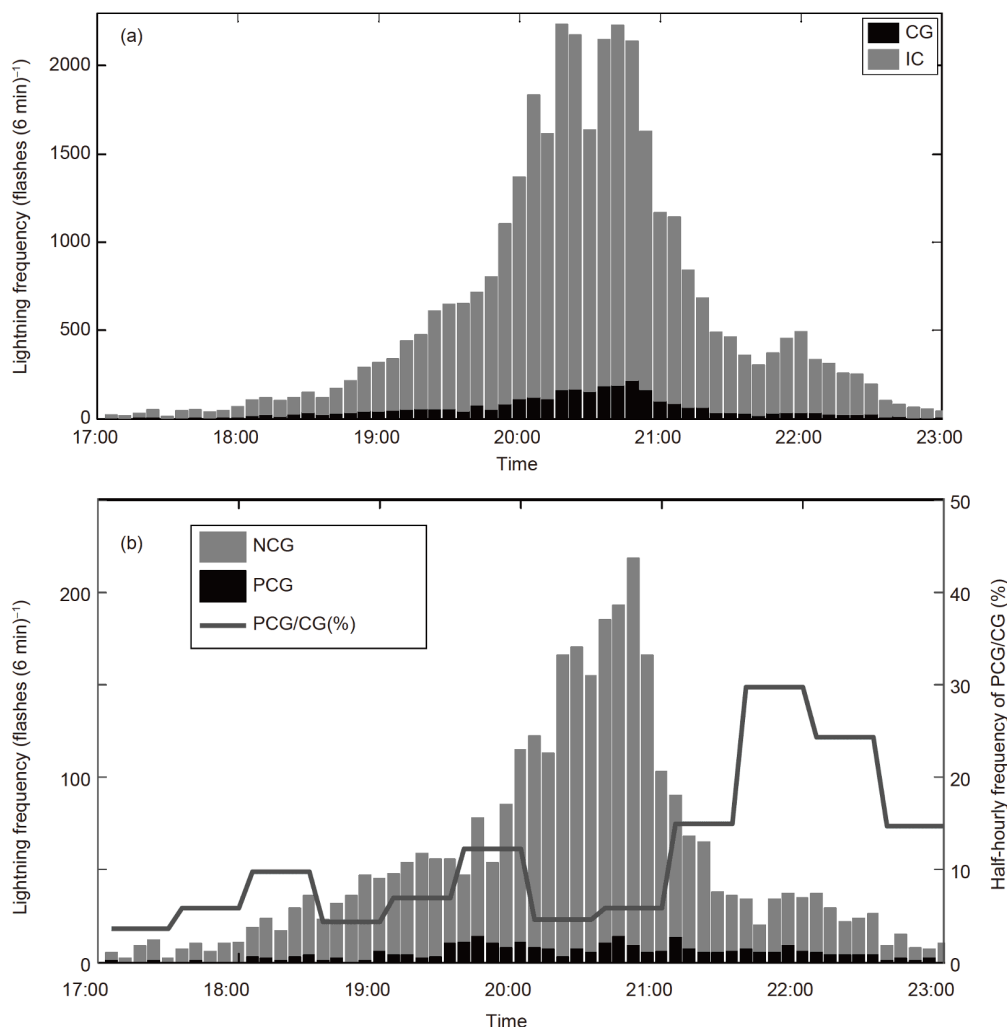 (a)
CG
IC
Lightning frequency (flashes (6 min)⁻¹)
2000
1500
1000
500
0
17:00 18:00 19:00 20:00 21:00 22:00 23:00
Time
(b)
NCG
PCG
PCG/CG(%)
Lightning frequency (flashes (6 min)⁻¹)
200
100
0
50
40
30
20
10
0
Half-hourly frequency of PCG/CG (%)
17:00 18:00 19:00 20:00 21:00 22:00 23:00
Time